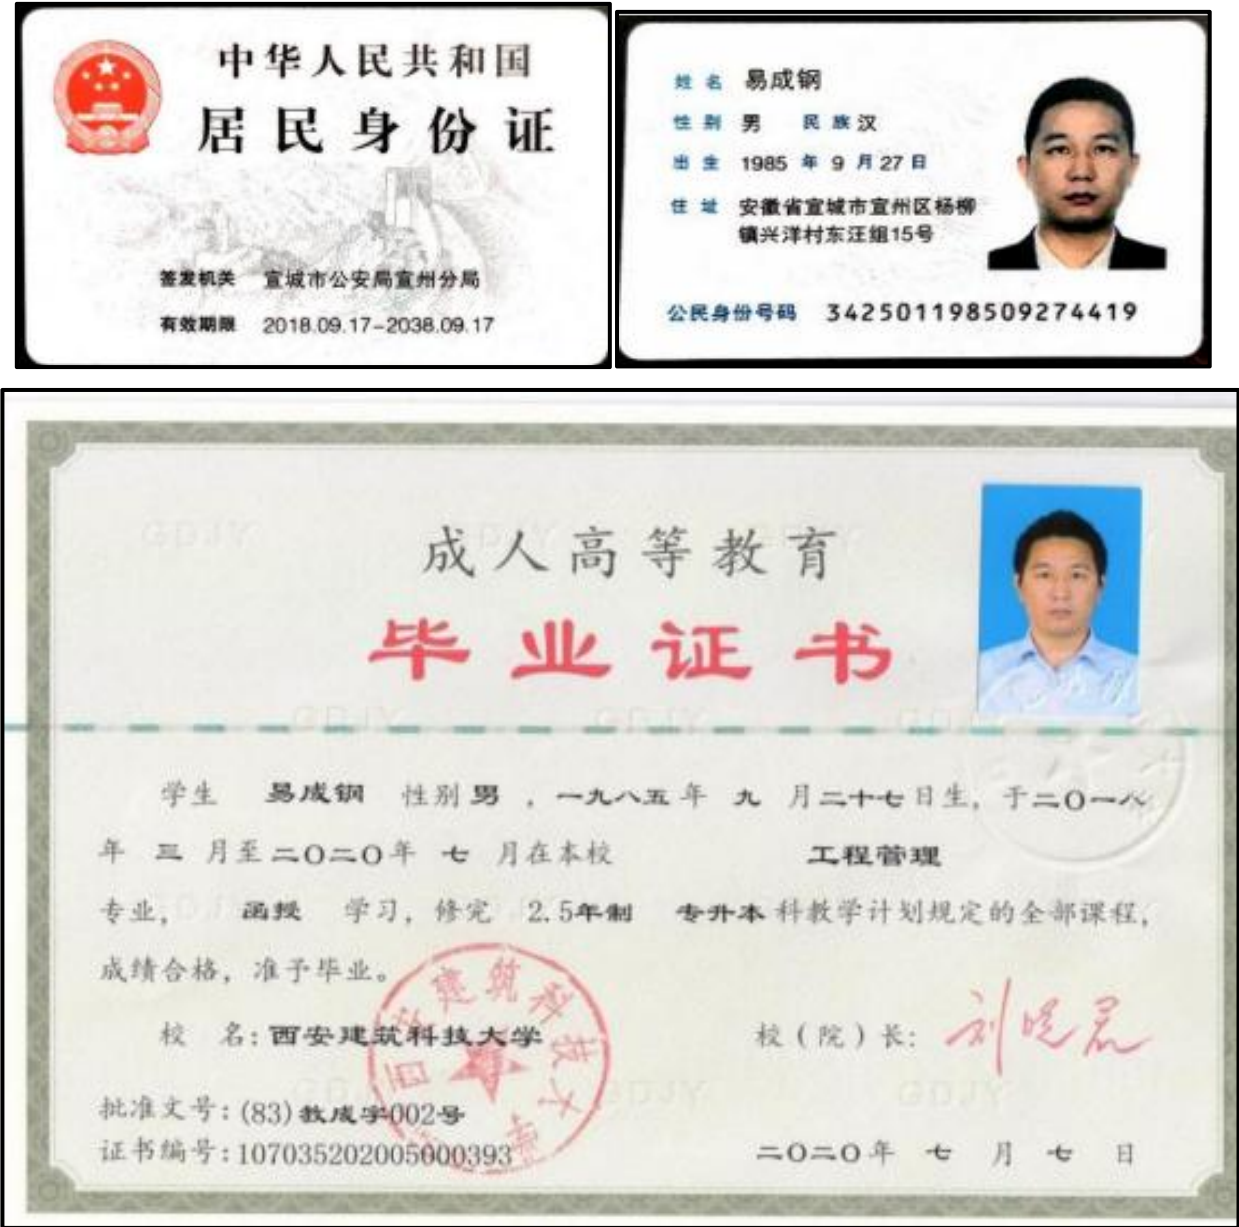 中华人民共和国
居民身份证
签发机关 宣城市公安局宣州分局
有效期限 2018.09.17-2038.09.17
姓名 易成钢
性别 男 民族 汉
出生 1985 年 9 月 27 日
住址 安徽省宣城市宣州区杨柳
镇兴洋村东汪组15号
公民身份号码 342501198509274419
成人高等教育
毕业证书
学生 易成钢 性别 男 ，一九八五 年 九 月 二十七 日生，于 二〇一八
年 三 月至 二〇二〇 年 七 月在本校 工程管理
专业， 函授 学习，修完 2.5年制 专升本 科教学计划规定的全部课程，
成绩合格，准予毕业。
校 名：西安建筑科技大学
校（院）长： 刘晓君
西安建筑科技大学
批准文号：(83)教成字002号
证书编号：107035202005000393
二〇二〇 年 七 月 七 日